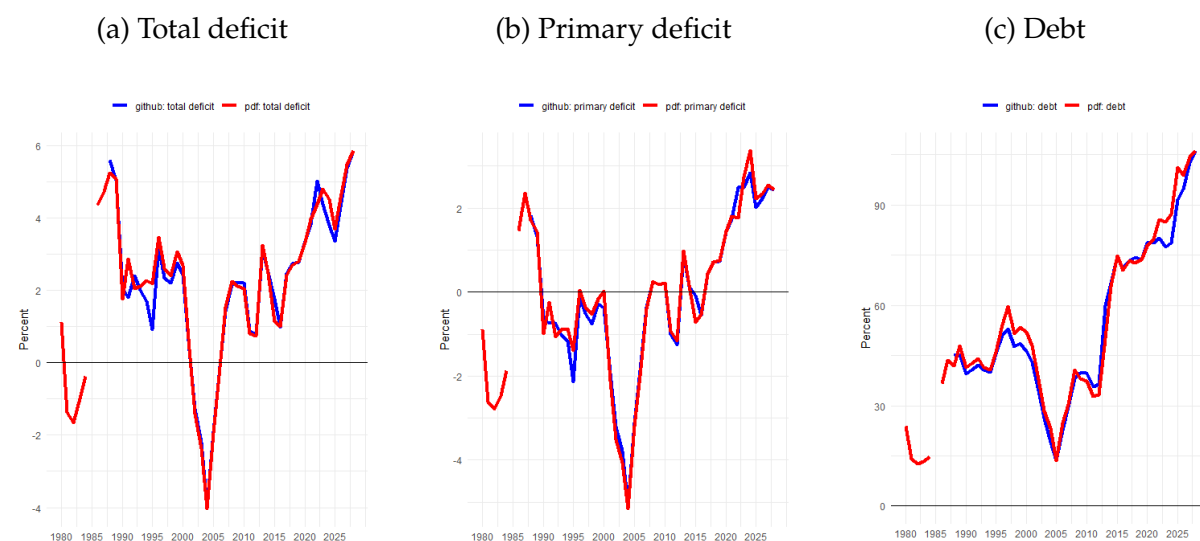 (a) Total deficit
(b) Primary deficit
(c) Debt
github: total deficit pdf: total deficit
github: primary deficit pdf: primary deficit
github: debt pdf: debt
Percent
6
4
2
0
-2
-4
1980 1985 1990 1995 2000 2005 2010 2015 2020 2025
Percent
2
0
-2
-4
1980 1985 1990 1995 2000 2005 2010 2015 2020 2025
Percent
90
60
30
0
1980 1985 1990 1995 2000 2005 2010 2015 2020 2025